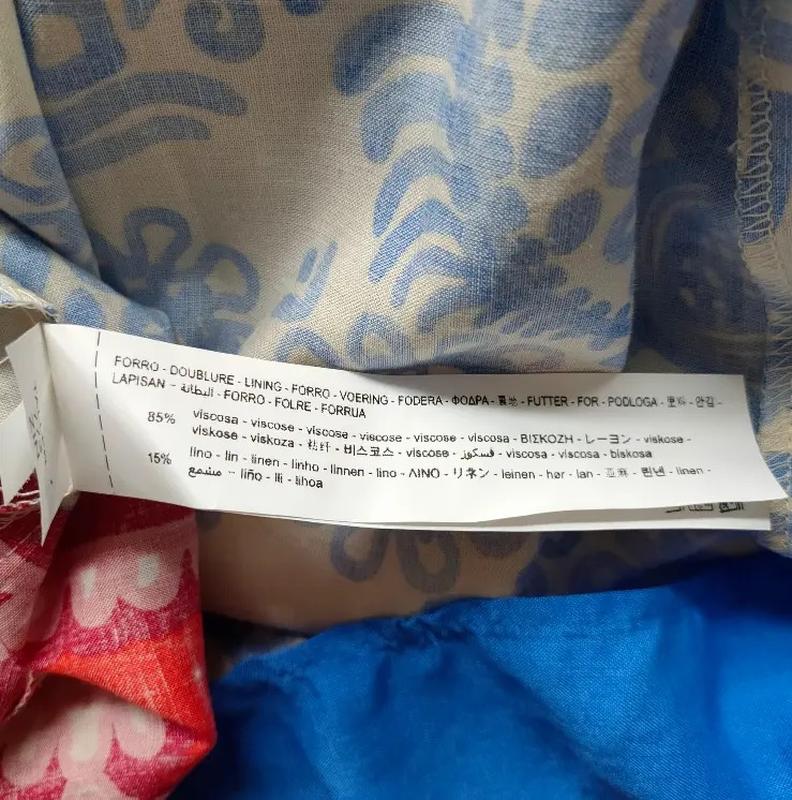 FORRO - DOUBLURE - LINING - FORRO - VOERING - FODERA - ΦΟΔΡΑ - 裏地 - FUTTER - FOR - PODLOGA - 里料 - 안감 -
LAPISAN - البطانة - FORRO - FOLRE - FORRUA
85% viscosa - viscose - viscose - viscose - viscose - viscosa - ΒΙΣΚΟΖΗ - レーヨン - viskose -
viskose - viskoza - 粘纤 - 비스코스 - viscose - فسكوز - viscosa - viscosa - biskosa
15% lino - lin - linen - linho - linnen - lino - ΛΙΝΟ - リネン - leinen - hør - lan - 亚麻 - 린넨 - linen -
مشمع - liño - lli - lihoa